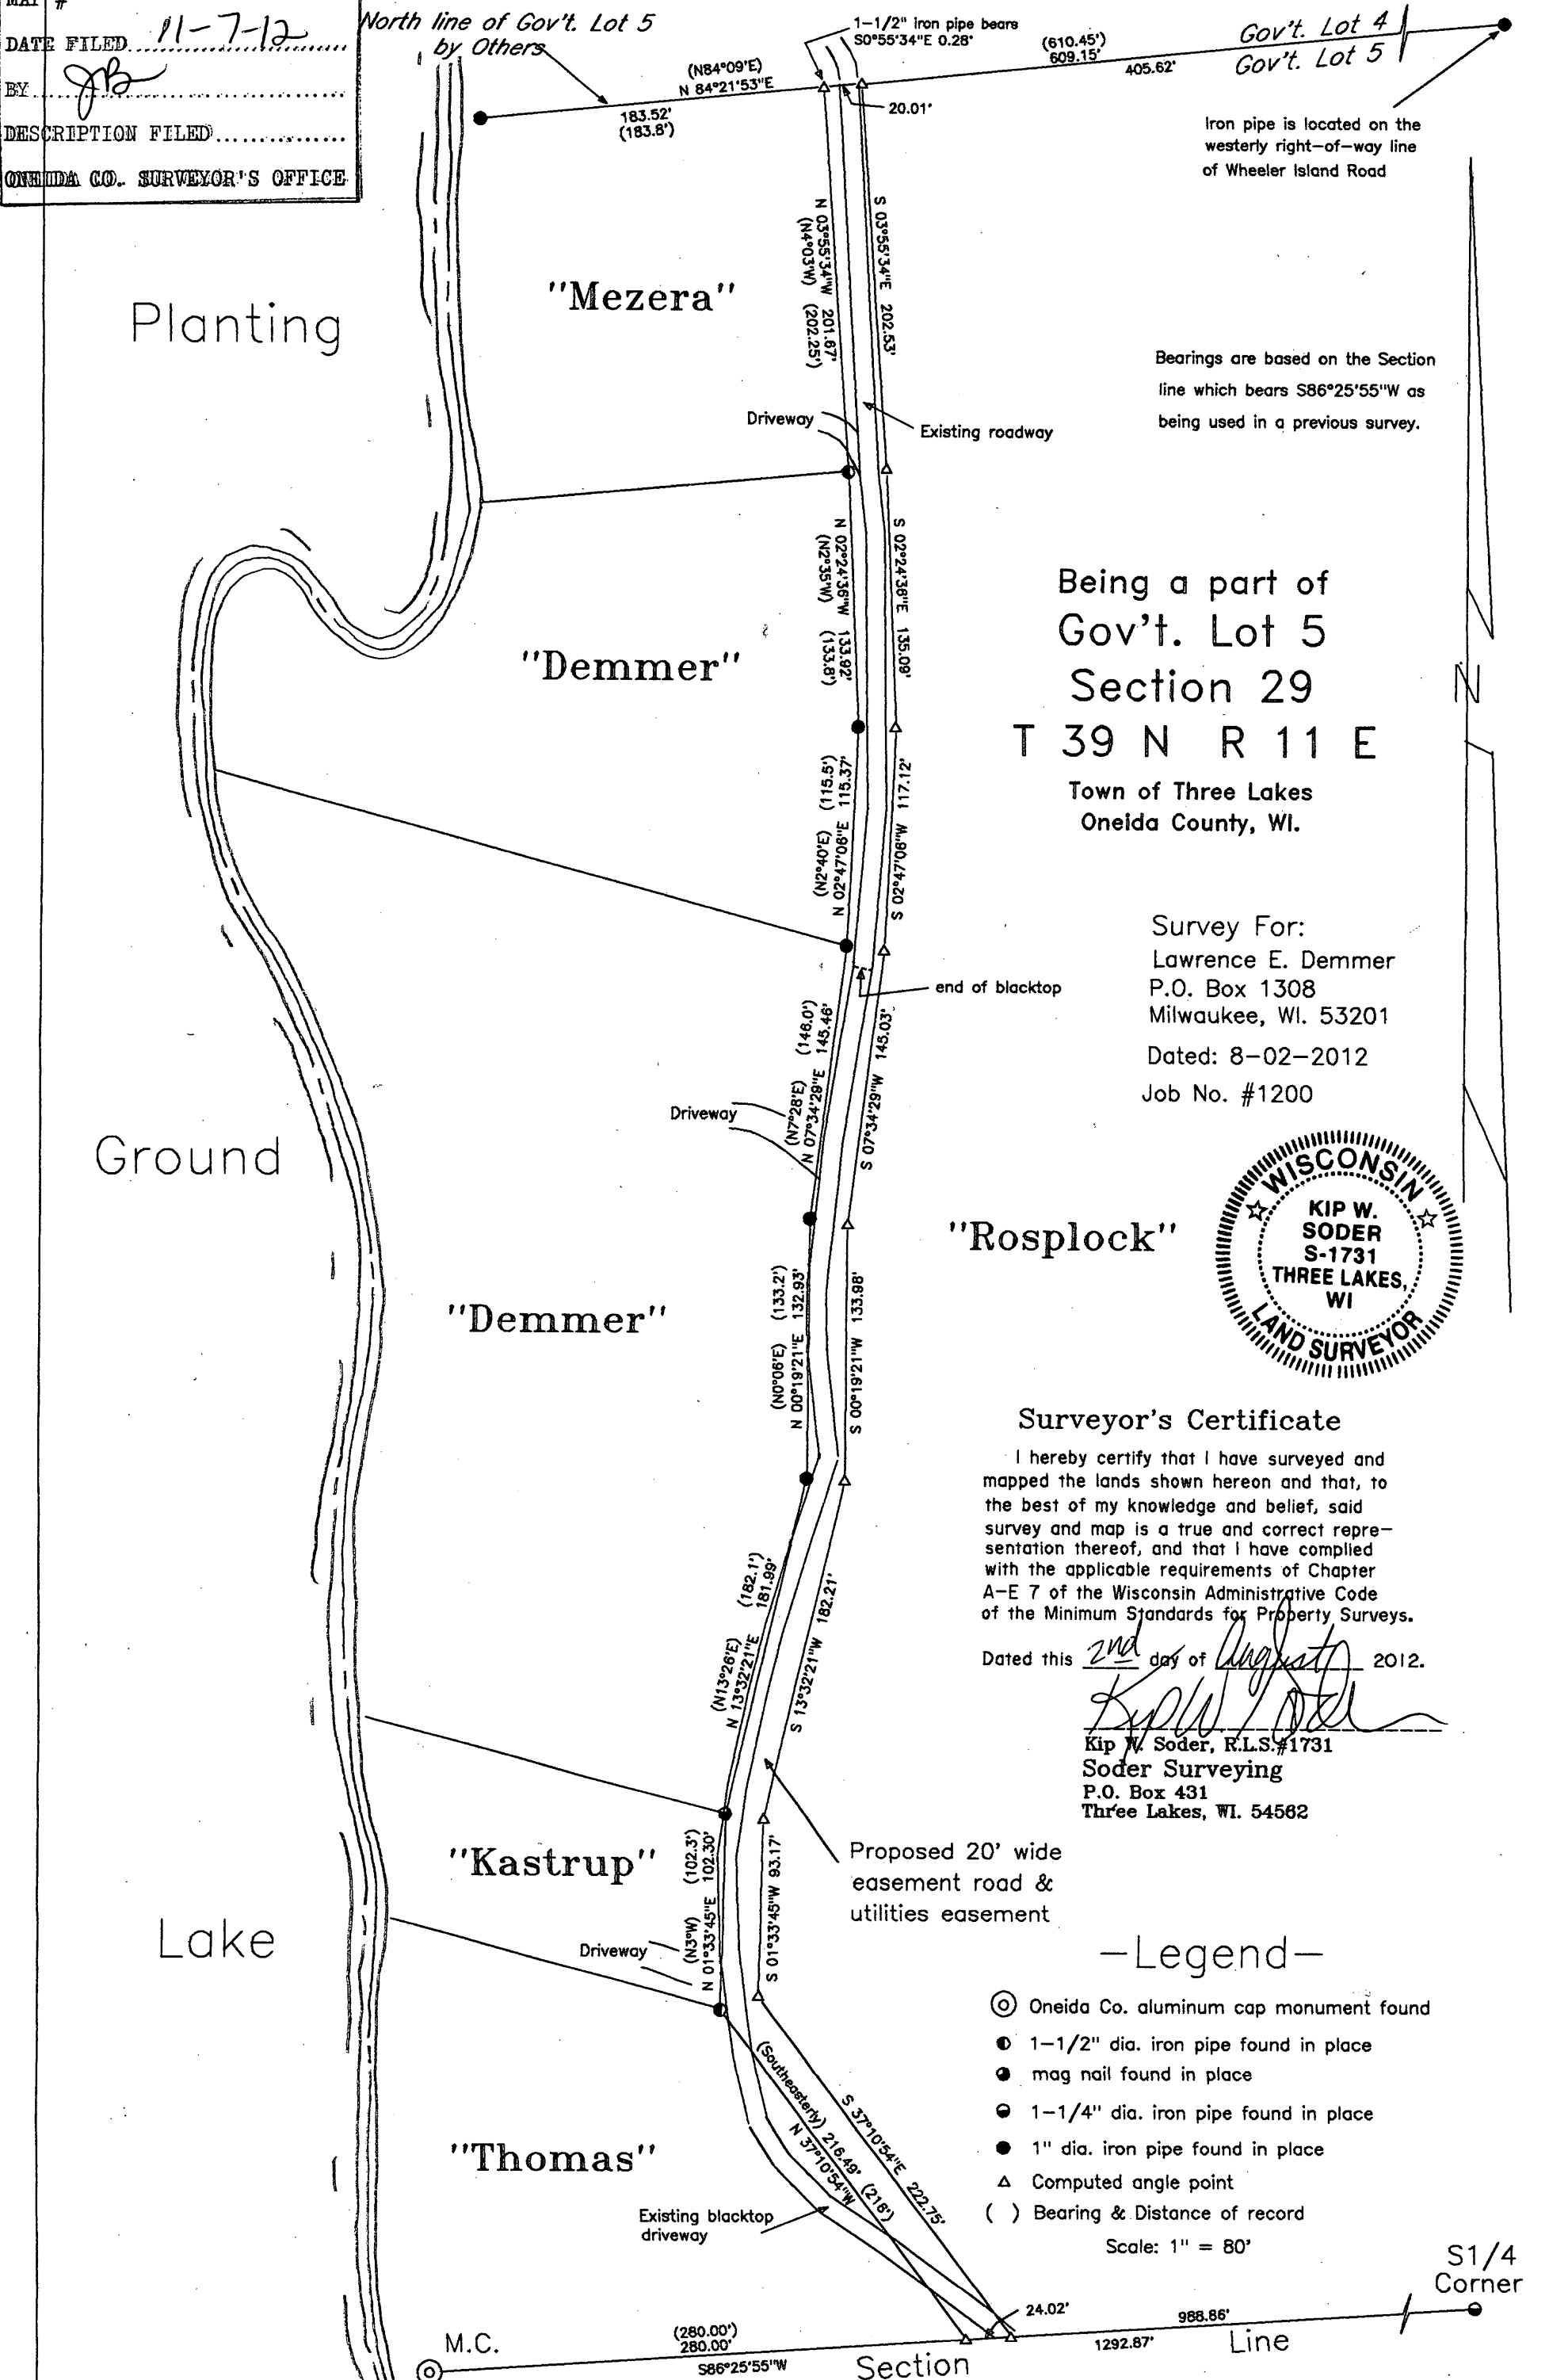 MAP #
DATE FILED 11-7-12
BY JB
DESCRIPTION FILED
ONEIDA CO. SURVEYOR'S OFFICE
North line of Gov't. Lot 5
by Others
1-1/2" iron pipe bears
S0°55'34"E 0.28'
(610.45')
609.15'
405.62'
Gov't. Lot 4
Gov't. Lot 5
(N84°09'E)
N 84°21'53"E
183.52'
(183.8')
20.01'
Iron pipe is located on the
westerly right-of-way line
of Wheeler Island Road
N 03°55'34"W 201.67'
(N4°03'W) (202.25')
S 03°55'34"E 202.53'
"Mezera"
Planting
Driveway
Existing roadway
Bearings are based on the Section
line which bears S86°25'55"W as
being used in a previous survey.
N 02°24'36"W 133.92'
(N2°35'W) (133.8')
S 02°24'36"E 135.09'
"Demmer"
Being a part of
Gov't. Lot 5
Section 29
T 39 N R 11 E
Town of Three Lakes
Oneida County, WI.
N
(N2°40'E) (115.5')
N 02°47'06"E 115.37'
S 02°47'06"W 117.12'
Survey For:
Lawrence E. Demmer
P.O. Box 1308
Milwaukee, WI. 53201
Dated: 8-02-2012
Job No. #1200
end of blacktop
(N7°28'E) (146.0')
N 07°34'29"E 145.46'
S 07°34'29"W 145.03'
Driveway
Ground
"Rosplock"
WISCONSIN
KIP W.
SODER
S-1731
THREE LAKES,
WI
LAND SURVEYOR
(N0°06'E) (133.2')
N 00°19'21"E 132.93'
S 00°19'21"W 133.98'
"Demmer"
Surveyor's Certificate
I hereby certify that I have surveyed and
mapped the lands shown hereon and that, to
the best of my knowledge and belief, said
survey and map is a true and correct repre-
sentation thereof, and that I have complied
with the applicable requirements of Chapter
A-E 7 of the Wisconsin Administrative Code
of the Minimum Standards for Property Surveys.
Dated this 2nd day of August 2012.
Kip W. Soder
Kip W. Soder, R.L.S.#1731
Soder Surveying
P.O. Box 431
Three Lakes, WI. 54562
(N13°26'E) (182.1')
N 13°32'21"E 181.99'
S 13°32'21"W 182.21'
"Kastrup"
(N3°W) (102.3')
N 01°33'45"E 102.30'
S 01°33'45"W 93.17'
Proposed 20' wide
easement road &
utilities easement
Lake
Driveway
-Legend-
Oneida Co. aluminum cap monument found
1-1/2" dia. iron pipe found in place
mag nail found in place
1-1/4" dia. iron pipe found in place
1" dia. iron pipe found in place
Computed angle point
( ) Bearing & Distance of record
Scale: 1" = 80'
(Southeasterly) 216.49' (216')
N 37°10'54"W
S 37°10'54"E 222.75'
"Thomas"
Existing blacktop
driveway
S1/4
Corner
24.02'
988.86'
1292.87'
Line
(280.00')
280.00'
M.C.
S86°25'55"W
Section